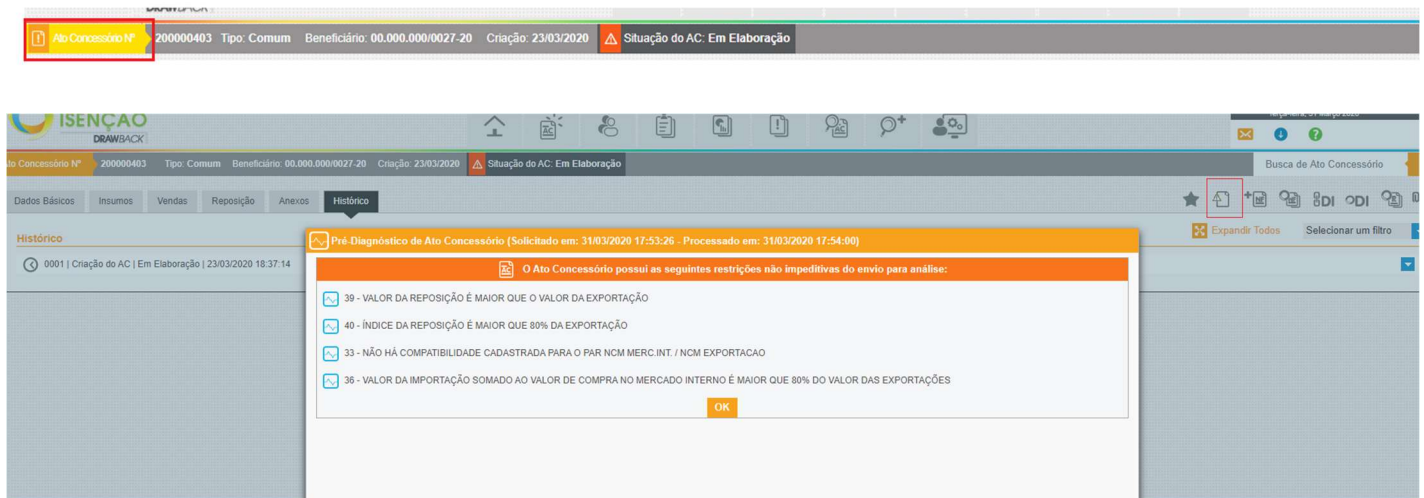 DRAWBACK
Ato Concessório Nº 200000403 Tipo: Comum Beneficiário: 00.000.000/0027-20 Criação: 23/03/2020 Situação do AC: Em Elaboração
ISENÇÃO
DRAWBACK
Terça-feira, 31 Março 2020
Ato Concessório Nº 200000403 Tipo: Comum Beneficiário: 00.000.000/0027-20 Criação: 23/03/2020 Situação do AC: Em Elaboração Busca de Ato Concessório
Dados Básicos Insumos Vendas Reposição Anexos Histórico DI DI
Histórico Expandir Todos Selecionar um filtro
Pré-Diagnóstico de Ato Concessório (Solicitado em: 31/03/2020 17:53:26 - Processado em: 31/03/2020 17:54:00)
0001 | Criação do AC | Em Elaboração | 23/03/2020 18:37:14
AC O Ato Concessório possui as seguintes restrições não impeditivas do envio para análise:
39 - VALOR DA REPOSIÇÃO É MAIOR QUE O VALOR DA EXPORTAÇÃO
40 - ÍNDICE DA REPOSIÇÃO É MAIOR QUE 80% DA EXPORTAÇÃO
33 - NÃO HÁ COMPATIBILIDADE CADASTRADA PARA O PAR NCM MERC.INT. / NCM EXPORTACAO
36 - VALOR DA IMPORTAÇÃO SOMADO AO VALOR DE COMPRA NO MERCADO INTERNO É MAIOR QUE 80% DO VALOR DAS EXPORTAÇÕES
OK